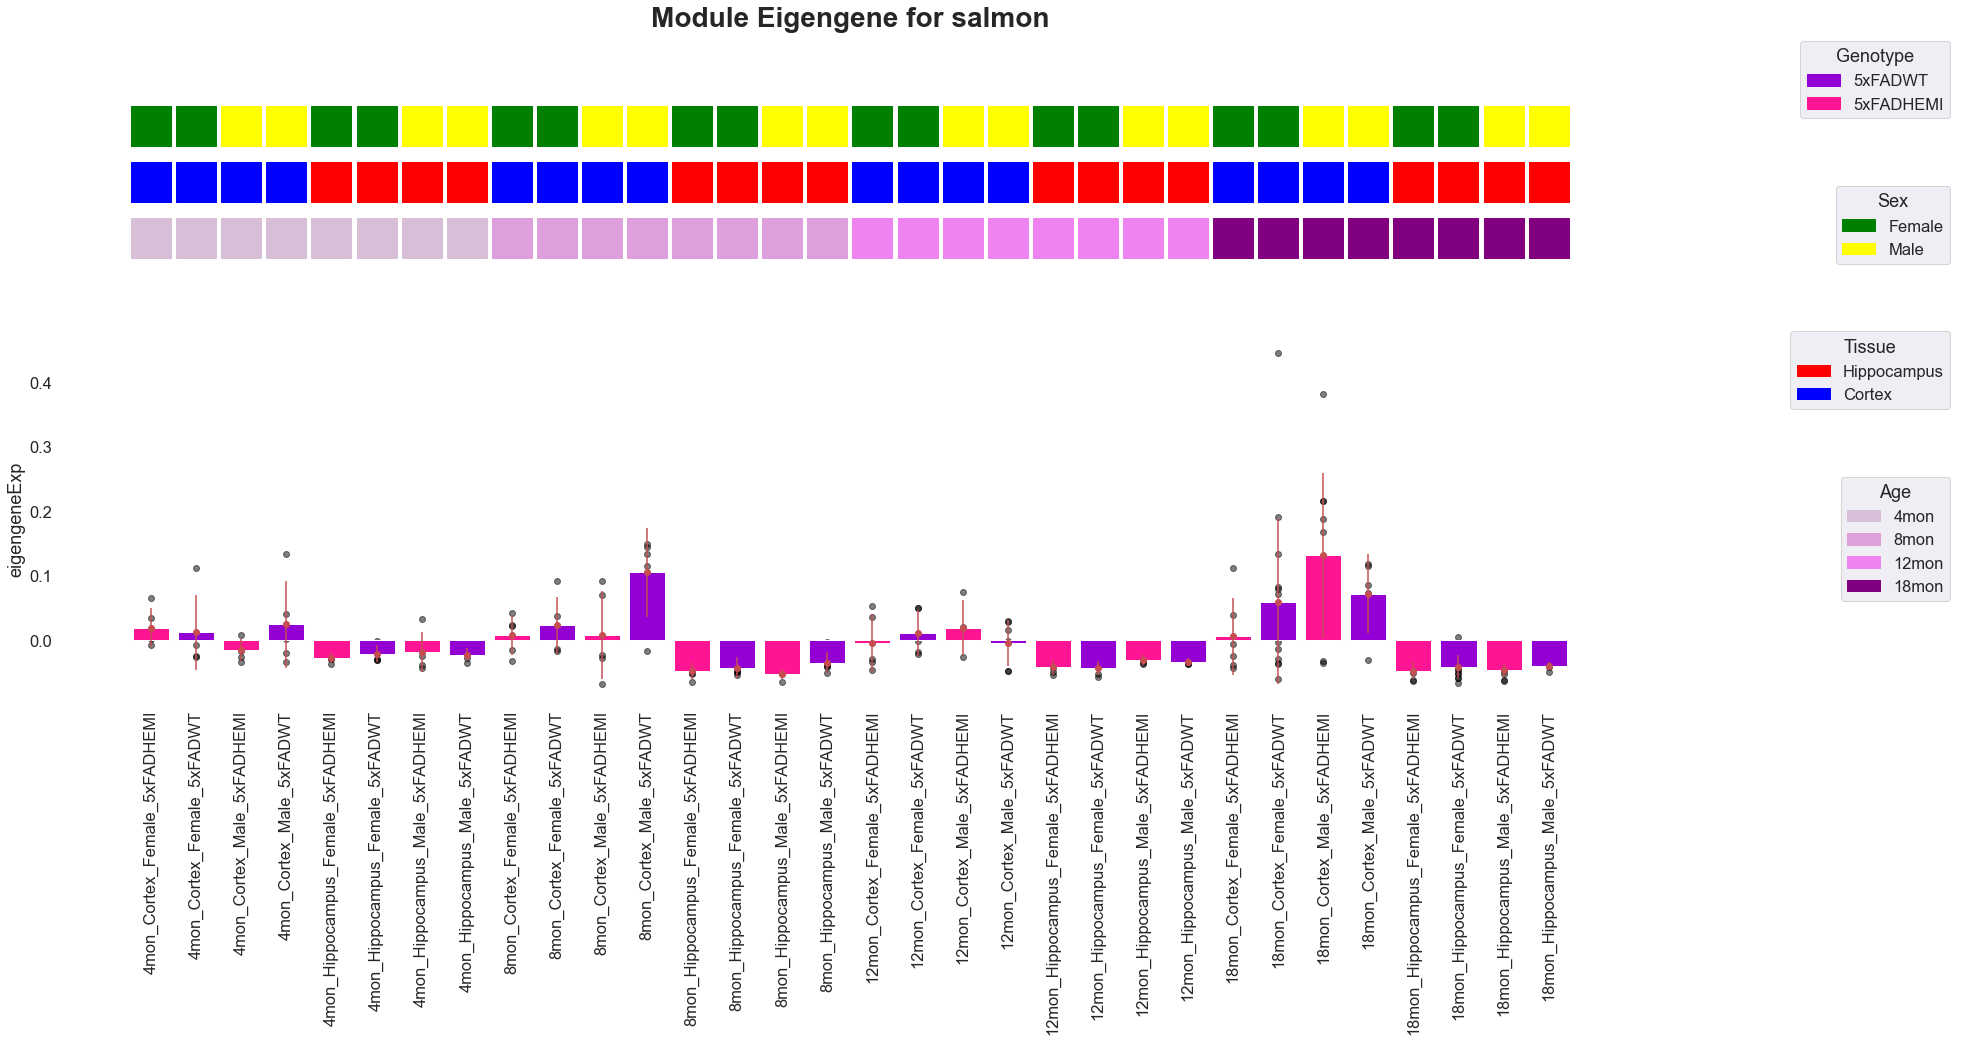 Module Eigengene for salmon
Genotype
5xFADWT
5xFADHEMI
Sex
Female
Male
Tissue
Hippocampus
Cortex
Age
4mon
8mon
12mon
18mon
eigengeneExp
0.4
0.3
0.2
0.1
0.0
4mon_Cortex_Female_5xFADHEMI
4mon_Cortex_Female_5xFADWT
4mon_Cortex_Male_5xFADHEMI
4mon_Cortex_Male_5xFADWT
4mon_Hippocampus_Female_5xFADHEMI
4mon_Hippocampus_Female_5xFADWT
4mon_Hippocampus_Male_5xFADHEMI
4mon_Hippocampus_Male_5xFADWT
8mon_Cortex_Female_5xFADHEMI
8mon_Cortex_Female_5xFADWT
8mon_Cortex_Male_5xFADHEMI
8mon_Cortex_Male_5xFADWT
8mon_Hippocampus_Female_5xFADHEMI
8mon_Hippocampus_Female_5xFADWT
8mon_Hippocampus_Male_5xFADHEMI
8mon_Hippocampus_Male_5xFADWT
12mon_Cortex_Female_5xFADHEMI
12mon_Cortex_Female_5xFADWT
12mon_Cortex_Male_5xFADHEMI
12mon_Cortex_Male_5xFADWT
12mon_Hippocampus_Female_5xFADHEMI
12mon_Hippocampus_Female_5xFADWT
12mon_Hippocampus_Male_5xFADHEMI
12mon_Hippocampus_Male_5xFADWT
18mon_Cortex_Female_5xFADHEMI
18mon_Cortex_Female_5xFADWT
18mon_Cortex_Male_5xFADHEMI
18mon_Cortex_Male_5xFADWT
18mon_Hippocampus_Female_5xFADHEMI
18mon_Hippocampus_Female_5xFADWT
18mon_Hippocampus_Male_5xFADHEMI
18mon_Hippocampus_Male_5xFADWT